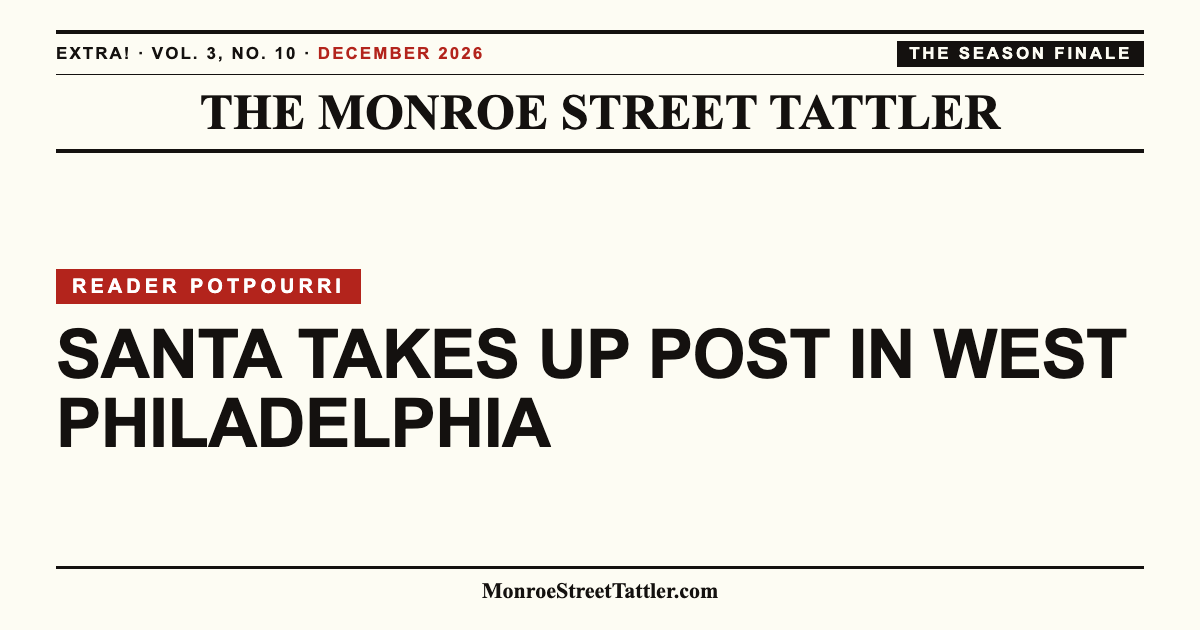 EXTRA! · VOL. 3, NO. 10 · DECEMBER 2026
THE SEASON FINALE
THE MONROE STREET TATTLER
READER POTPOURRI
SANTA TAKES UP POST IN WEST
PHILADELPHIA
MonroeStreetTattler.com